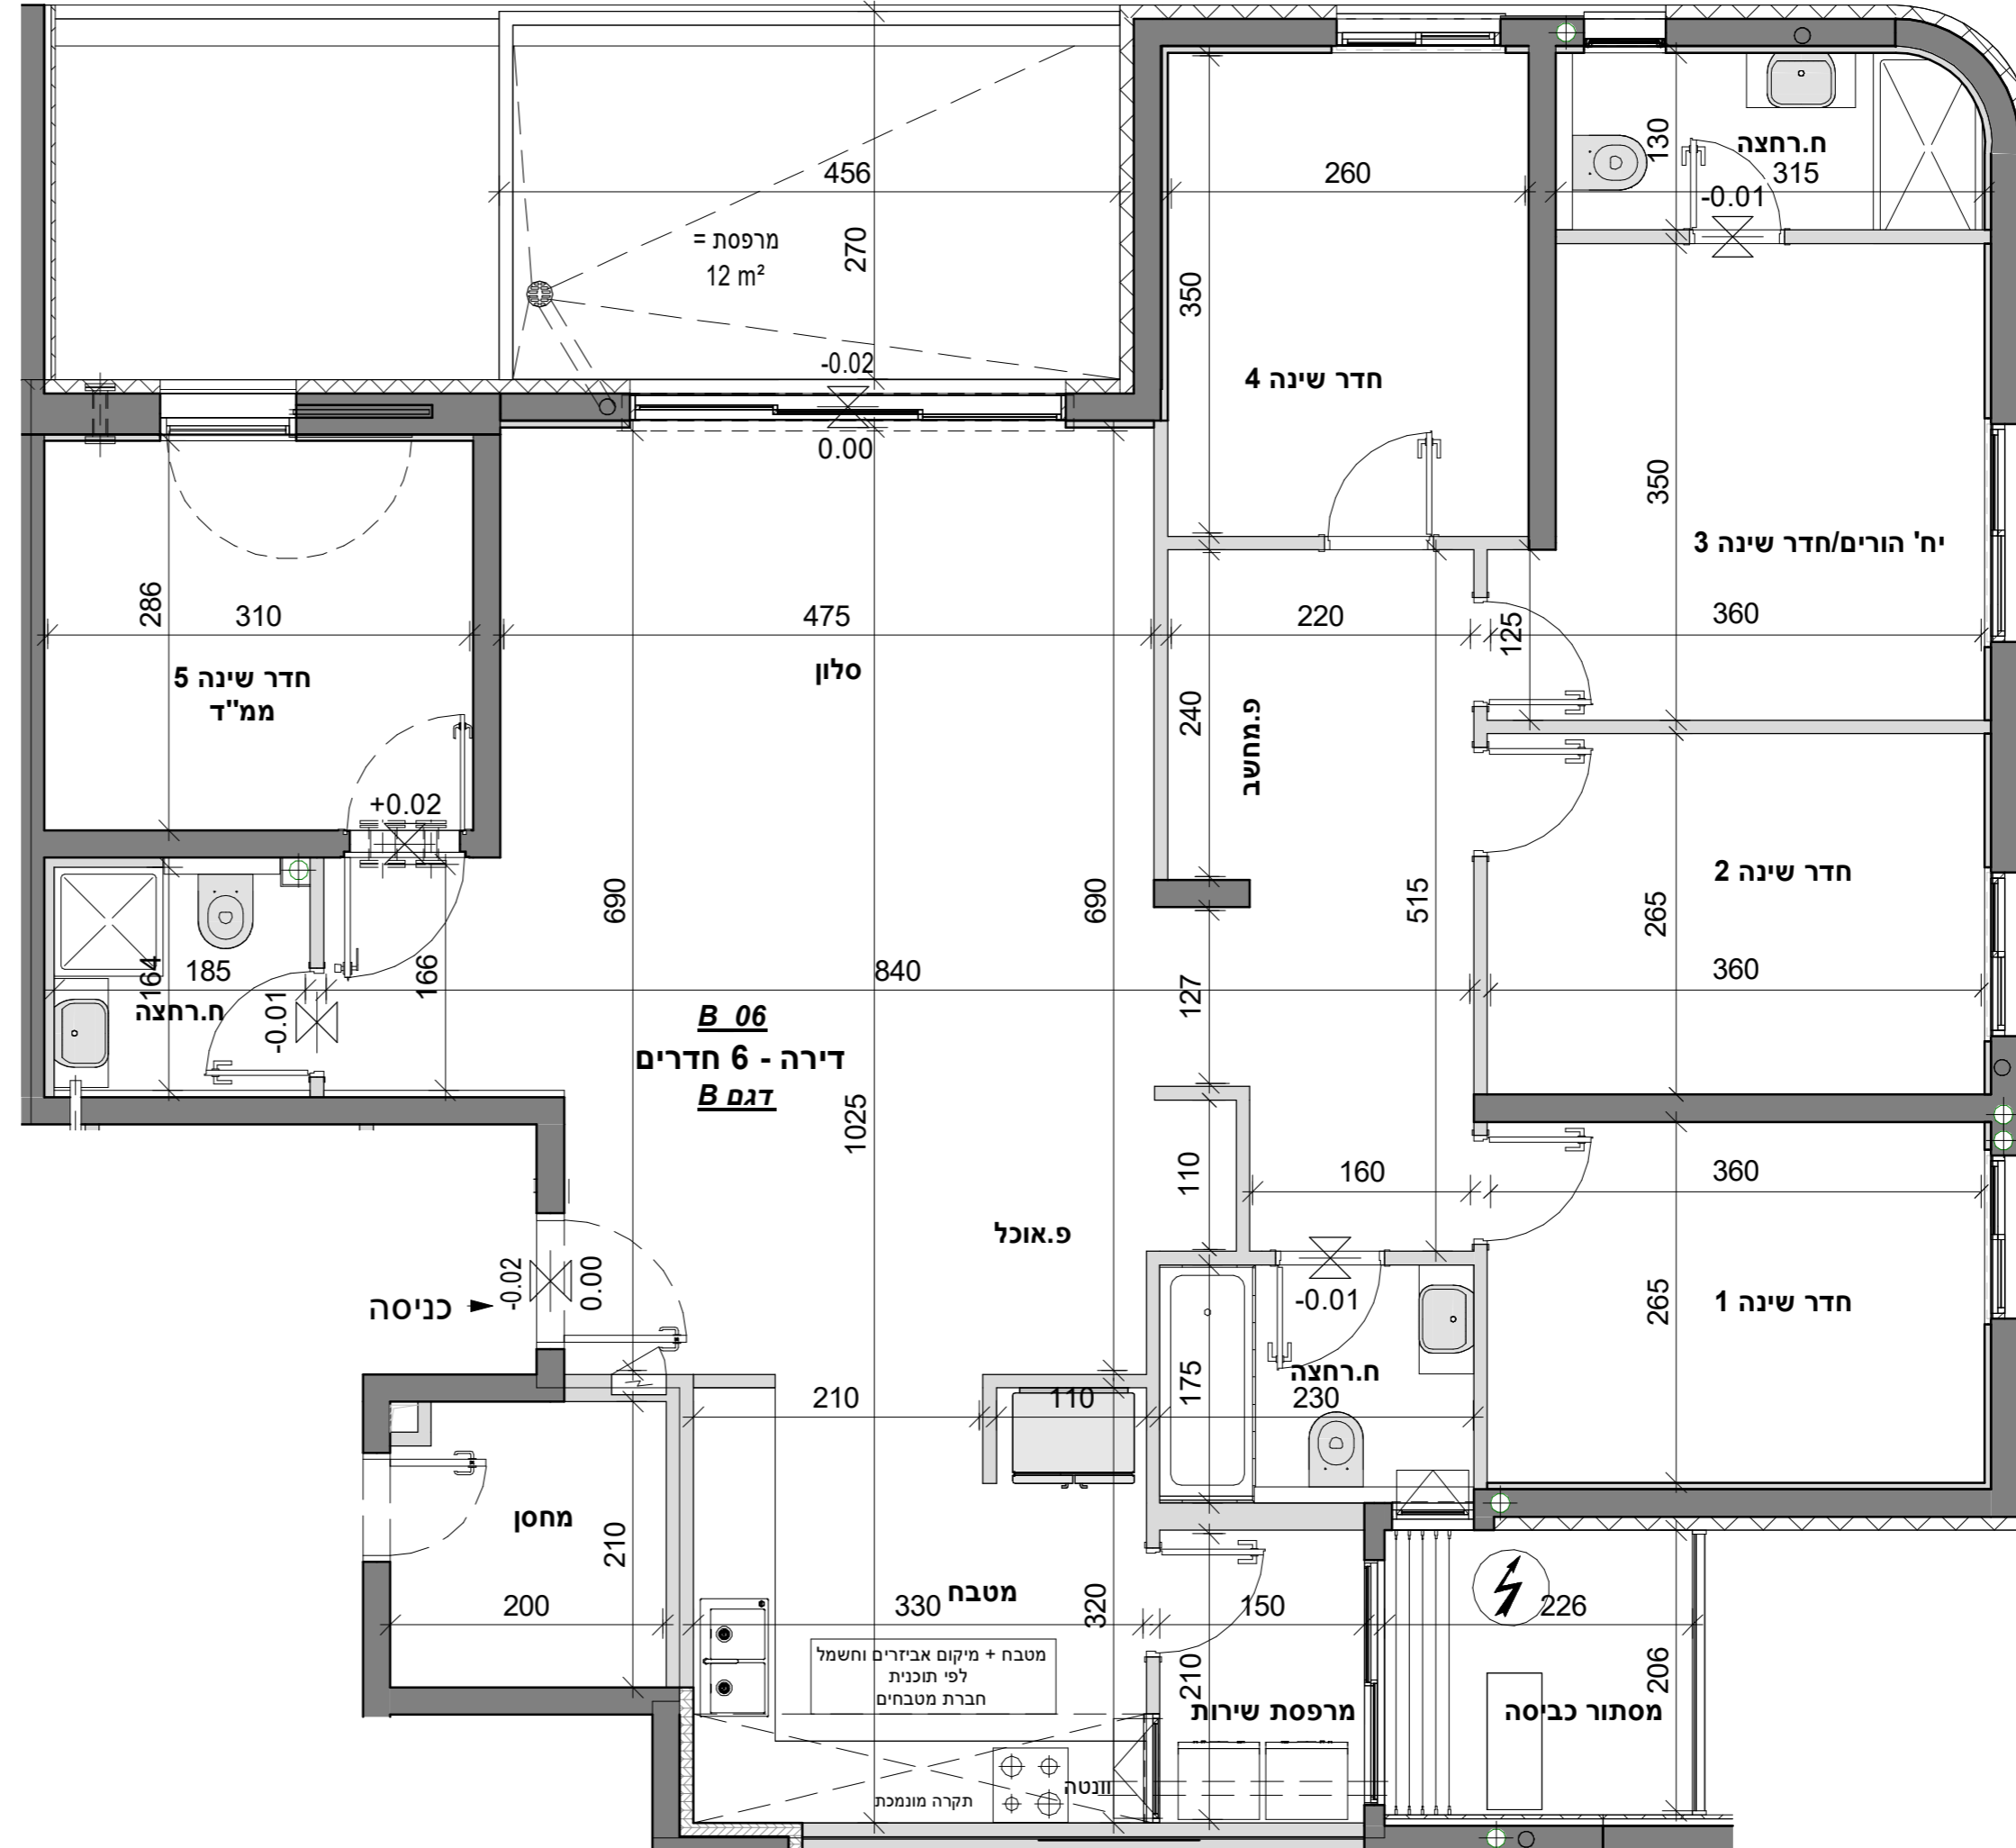 456
260
ח.רחצה
130
315
-0.01
מרפסת =
12 m²
270
350
-0.02
חדר שינה 4
0.00
350
יח' הורים/חדר שינה 3
286
310
475
220
125
360
סלון
חדר שינה 5
ממ"ד
240
פ.מחשב
+0.02
חדר שינה 2
690
690
515
265
164
185
166
840
127
360
ח.רחצה
-0.01
B 06
דירה - 6 חדרים
דגם B
1025
110
160
360
פ.אוכל
כניסה
-0.02
0.00
-0.01
265
חדר שינה 1
ח.רחצה
175
230
210
110
מחסן
210
200
330
מטבח
320
150
226
206
210
מטבח + מיקום אביזרים וחשמל
לפי תוכנית
חברת מטבחים
מרפסת שירות
מסתור כביסה
וונטה
תקרה מונמכת